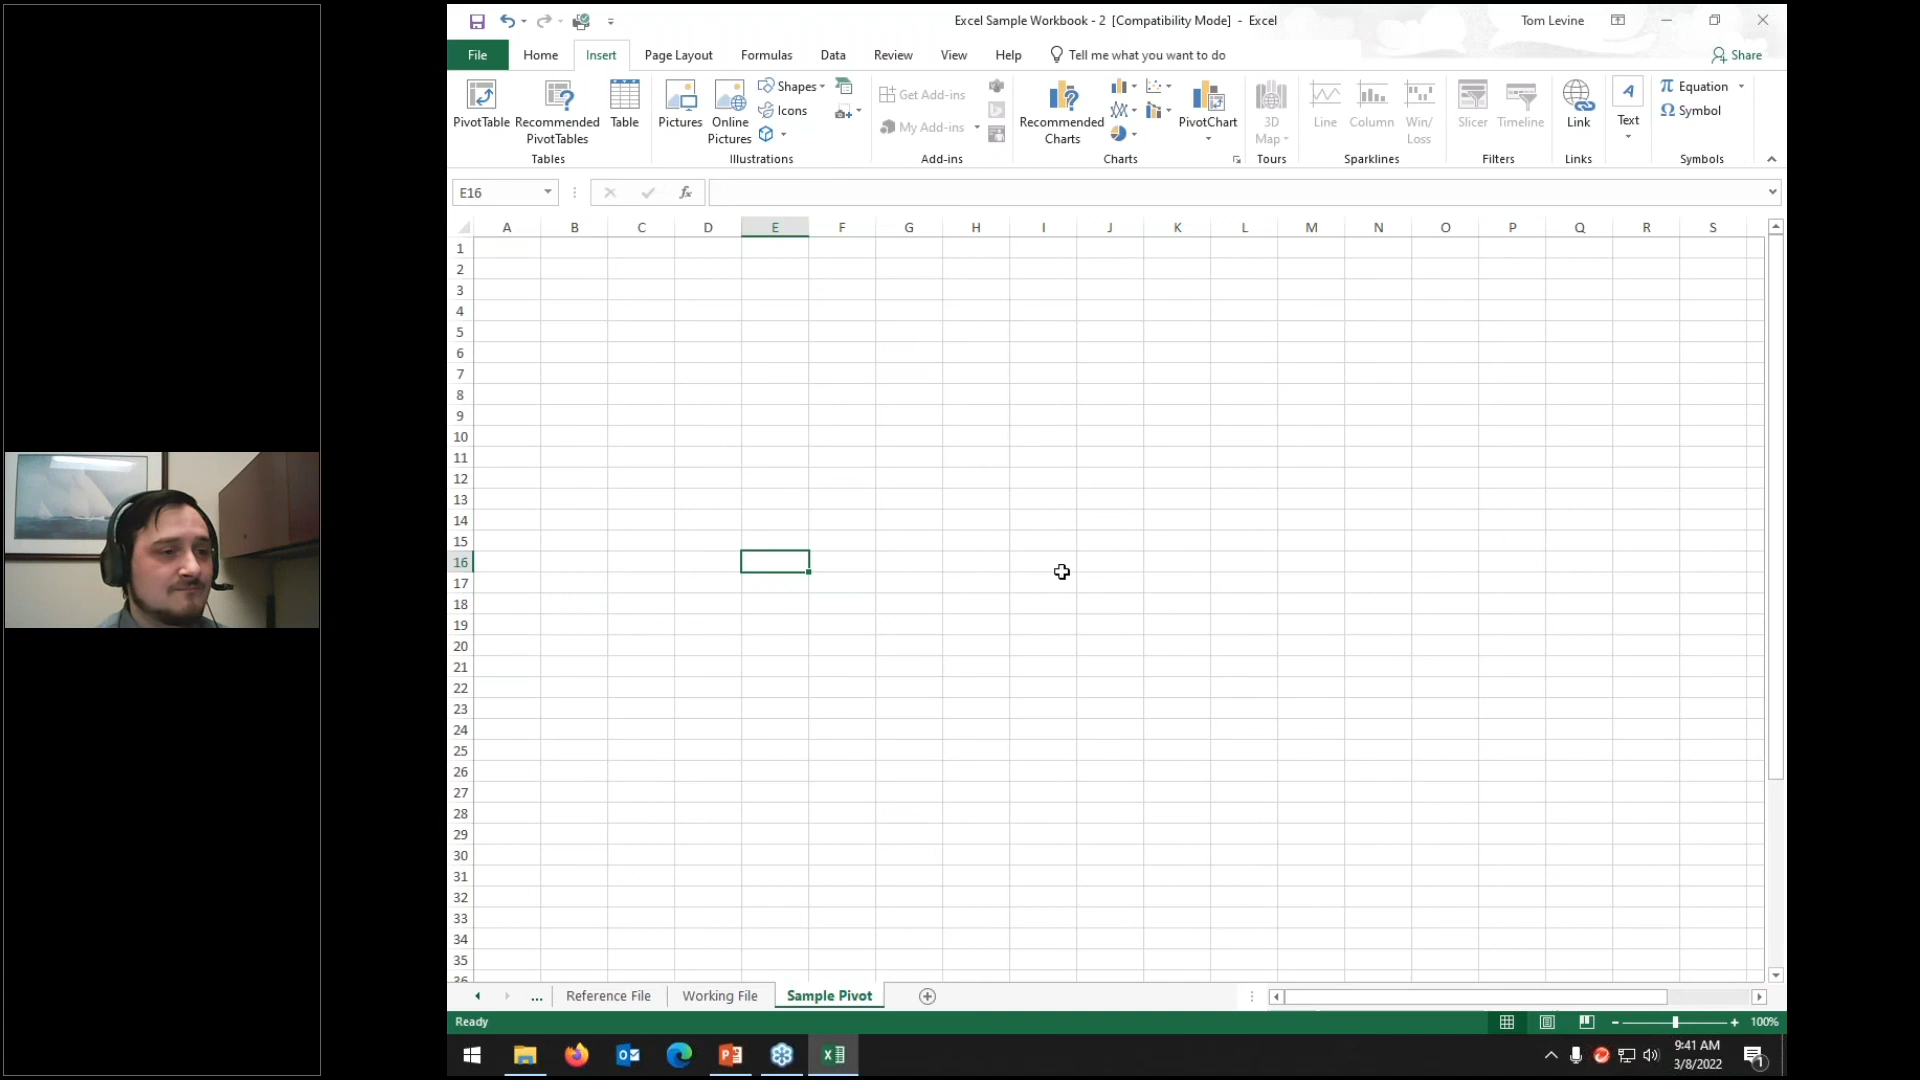 Excel Sample Workbook - 2 [Compatibility Mode] - Excel
Tom Levine
File Home Insert Page Layout Formulas Data Review View Help Tell me what you want to do Share
PivotTable
Recommended PivotTables
Table
Tables
Pictures
Online Pictures
Shapes
Icons
Illustrations
Get Add-ins
My Add-ins
Add-ins
Recommended Charts
PivotChart
Charts
3D Map
Tours
Line
Column
Win/Loss
Sparklines
Slicer
Timeline
Filters
Link
Links
A
Text
π Equation
Ω Symbol
Symbols
E16
fx
A B C D E F G H I J K L M N O P Q R S
1
2
3
4
5
6
7
8
9
10
11
12
13
14
15
16
17
18
19
20
21
22
23
24
25
26
27
28
29
30
31
32
33
34
35
36
... Reference File Working File Sample Pivot
Ready
100%
9:41 AM
3/8/2022
1